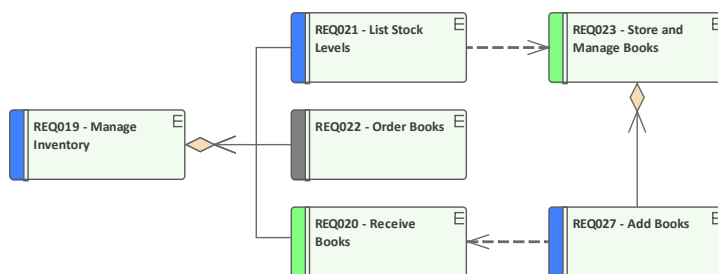 REQ021 - List Stock
Levels
REQ023 - Store and
Manage Books
REQ019 - Manage
Inventory
REQ022 - Order Books
REQ020 - Receive
Books
REQ027 - Add Books